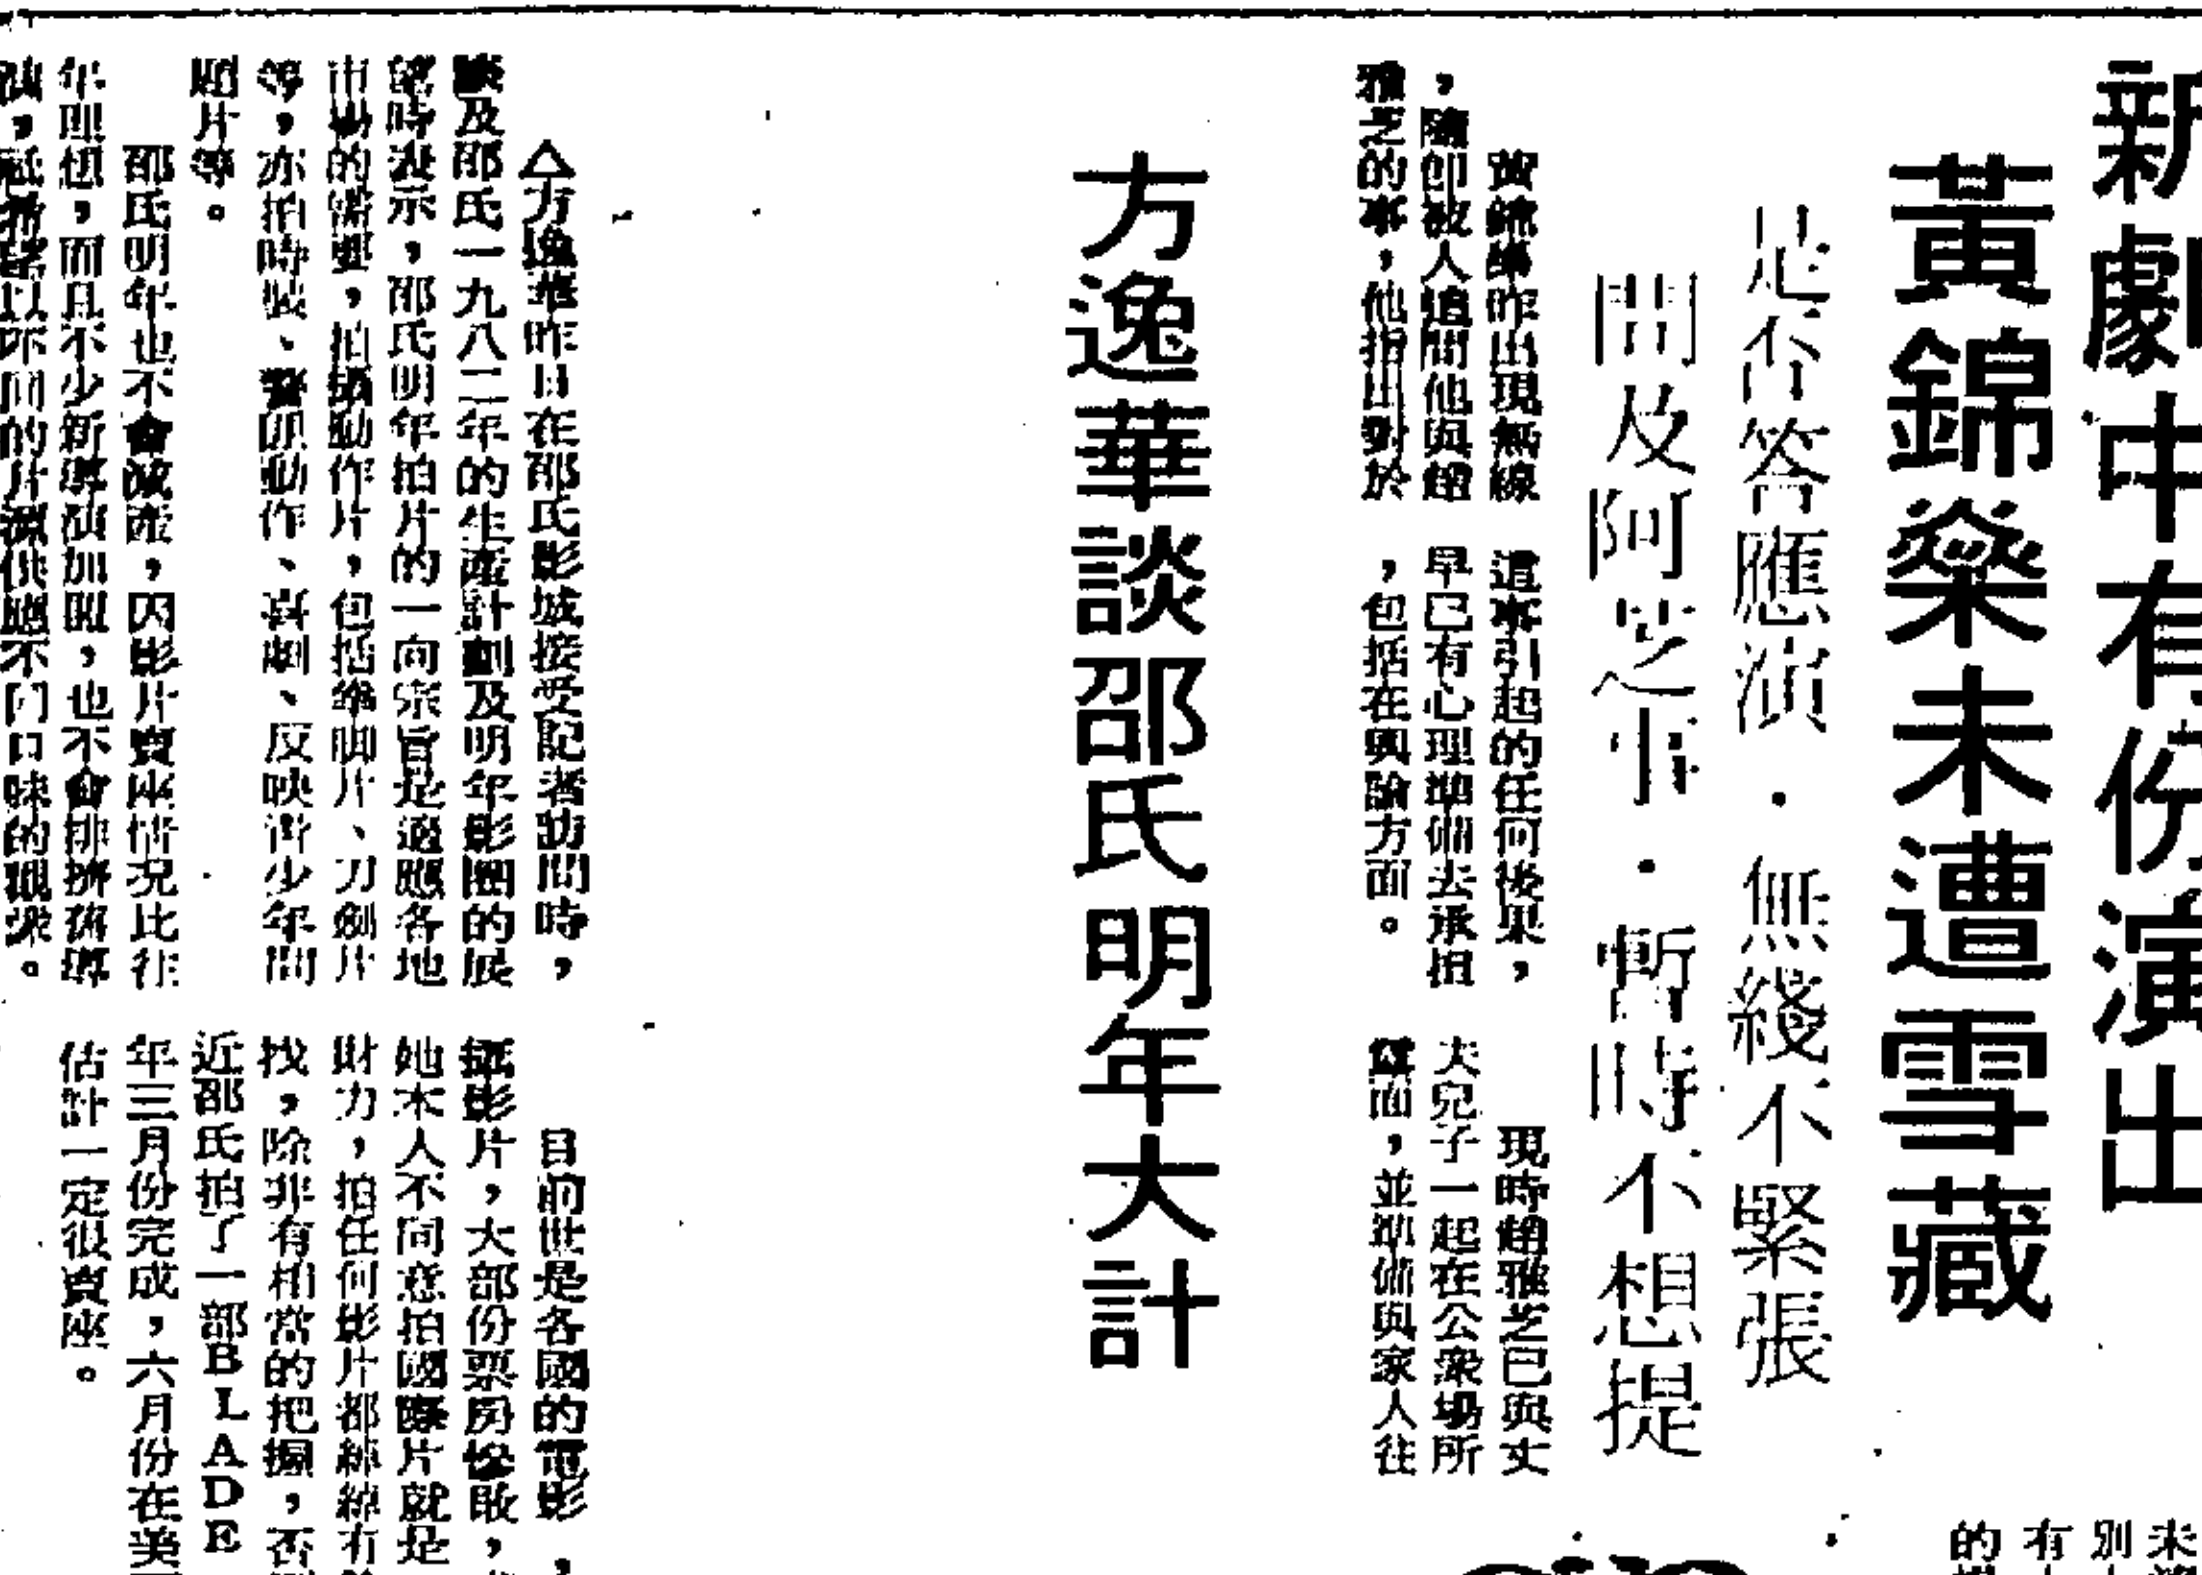 新劇中有份演出
黃錦燊未遭雪藏
是否答應演・無綫不緊張
問及阿芝事・暫時不想提
黃錦燊昨出現無線
，隨即被人追問他與趙
雅芝的事，他指出對於
這事引起的任何後果，
早已有心理準備去承担
，包括在輿論方面。
現時趙雅芝已與丈
夫兒子一起在公衆場所
露面，並準備與家人往
方逸華談邵氏明年大計
△方逸華昨日在邵氏影城接受記者訪問時，
談及邵氏一九八二年的生產計劃及明年影圈的展
望時表示，邵氏明年拍片的一向宗旨是適應各地
市場的需要，拍攝動作片，包括拳脚片、刀劍片
等，亦拍時裝、警匪動作、喜劇、反映青少年問
題片等。
邵氏明年也不會減產，因影片賣座情況比往
年理想，而且不少新導演加盟，也不會排擠舊導
演，祇希望以不同的片源供應不同口味的觀衆。
目前世是各國的電影，
攝影片，大部份票房慘敗，
她本人不同意拍國際片就是
財力，拍任何影片都綽綽有
找，除非有相當的把握，否
近邵氏拍了一部BLADE
年三月份完成，六月份在美
估計一定很賣座。
未
別
有
的